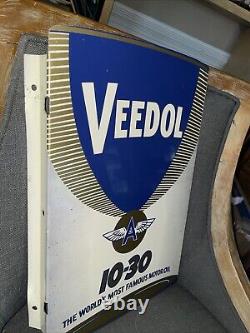 VEEDOL
A
10-30
THE WORLD'S MOST FAMOUS MOTOR OIL